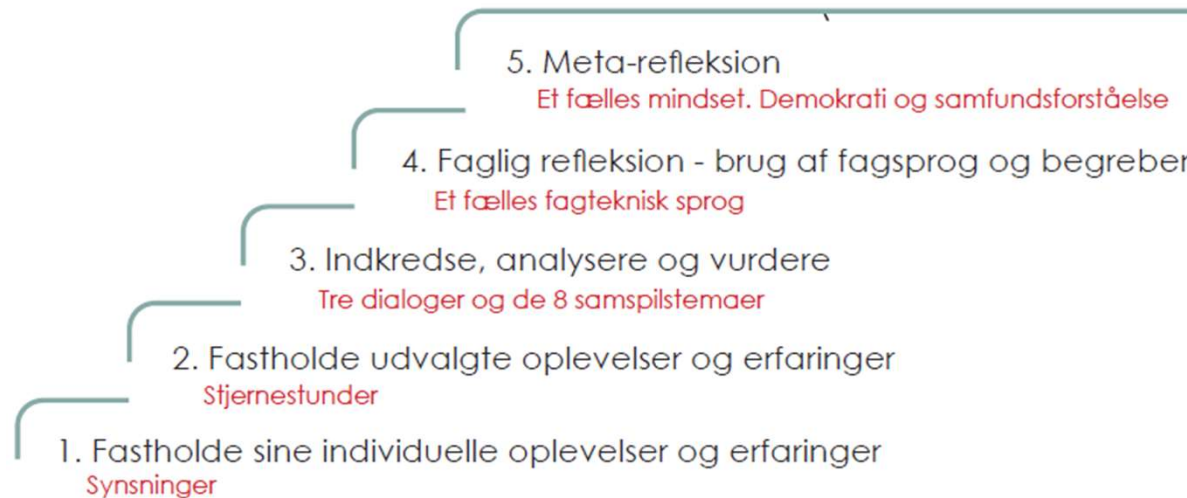 5. Meta-refleksion
Et fælles mindset. Demokrati og samfundsforståelse
4. Faglig refleksion - brug af fagsprog og begreber
Et fælles fagteknisk sprog
3. Indkredse, analysere og vurdere
Tre dialoger og de 8 samspilstemaer
2. Fastholde udvalgte oplevelser og erfaringer
Stjernestunder
1. Fastholde sine individuelle oplevelser og erfaringer
Synsninger